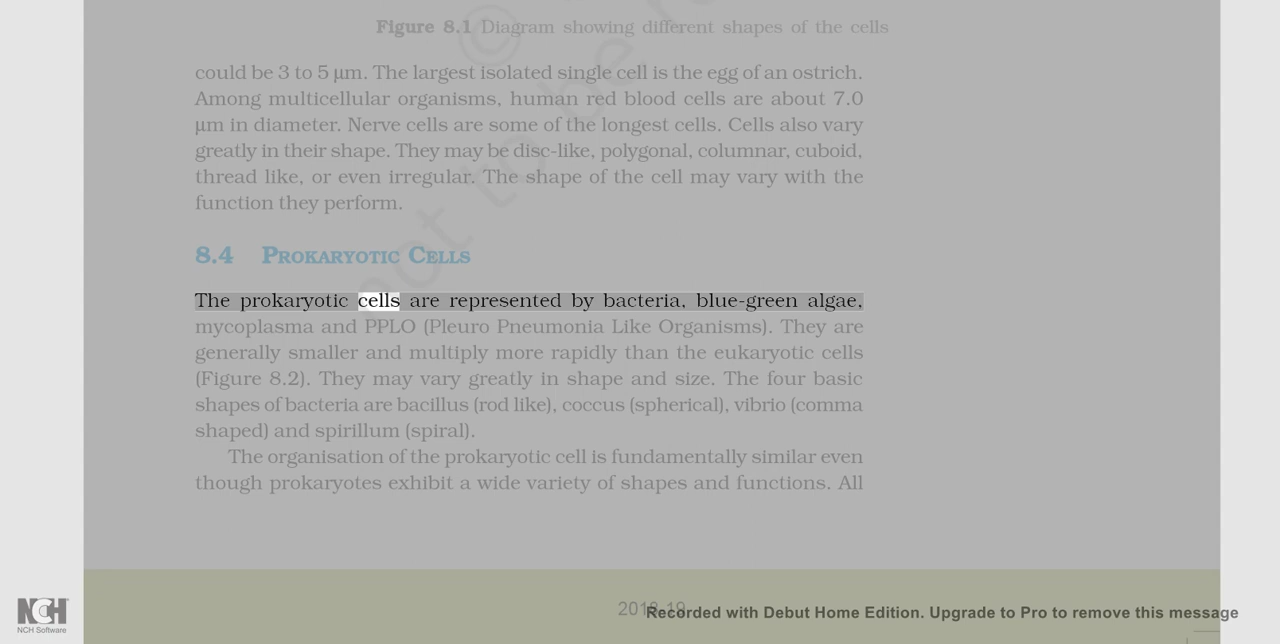 Figure 8.1 Diagram showing different shapes of the cells
could be 3 to 5 µm. The largest isolated single cell is the egg of an ostrich.
Among multicellular organisms, human red blood cells are about 7.0
µm in diameter. Nerve cells are some of the longest cells. Cells also vary
greatly in their shape. They may be disc-like, polygonal, columnar, cuboid,
thread like, or even irregular. The shape of the cell may vary with the
function they perform.
8.4 PROKARYOTIC CELLS
The prokaryotic cells are represented by bacteria, blue-green algae,
mycoplasma and PPLO (Pleuro Pneumonia Like Organisms). They are
generally smaller and multiply more rapidly than the eukaryotic cells
(Figure 8.2). They may vary greatly in shape and size. The four basic
shapes of bacteria are bacillus (rod like), coccus (spherical), vibrio (comma
shaped) and spirillum (spiral).
The organisation of the prokaryotic cell is fundamentally similar even
though prokaryotes exhibit a wide variety of shapes and functions. All
© not to be
2018-19
Recorded with Debut Home Edition. Upgrade to Pro to remove this message
NCH
NCH Software